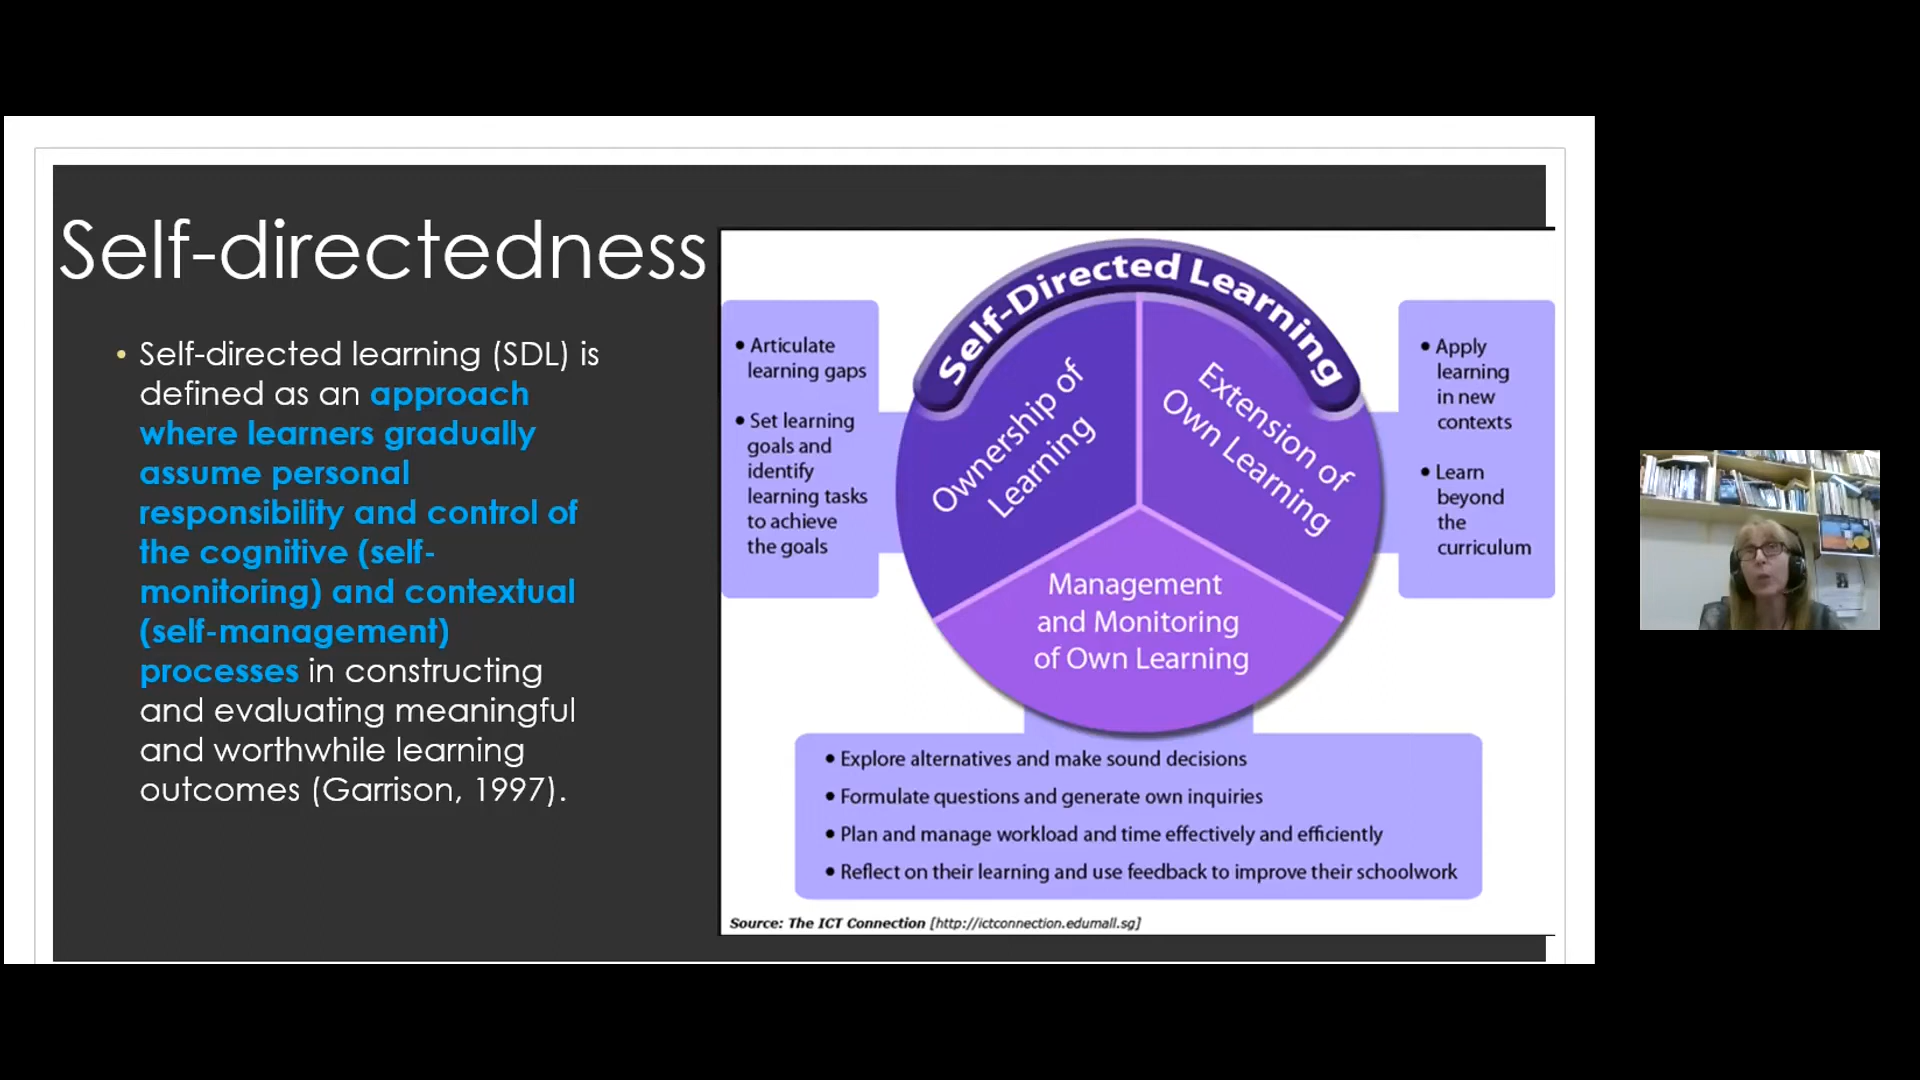 Self-directedness
• Self-directed learning (SDL) is
defined as an approach
where learners gradually
assume personal
responsibility and control of
the cognitive (self-
monitoring) and contextual
(self-management)
processes in constructing
and evaluating meaningful
and worthwhile learning
outcomes (Garrison, 1997).
Self-Directed Learning
• Articulate
learning gaps
• Set learning
goals and
identify
learning tasks
to achieve
the goals
Ownership of
Learning
Extension of
Own Learning
• Apply
learning
in new
contexts
• Learn
beyond
the
curriculum
Management
and Monitoring
of Own Learning
• Explore alternatives and make sound decisions
• Formulate questions and generate own inquiries
• Plan and manage workload and time effectively and efficiently
• Reflect on their learning and use feedback to improve their schoolwork
Source: The ICT Connection [http://ictconnection.edumall.sg]